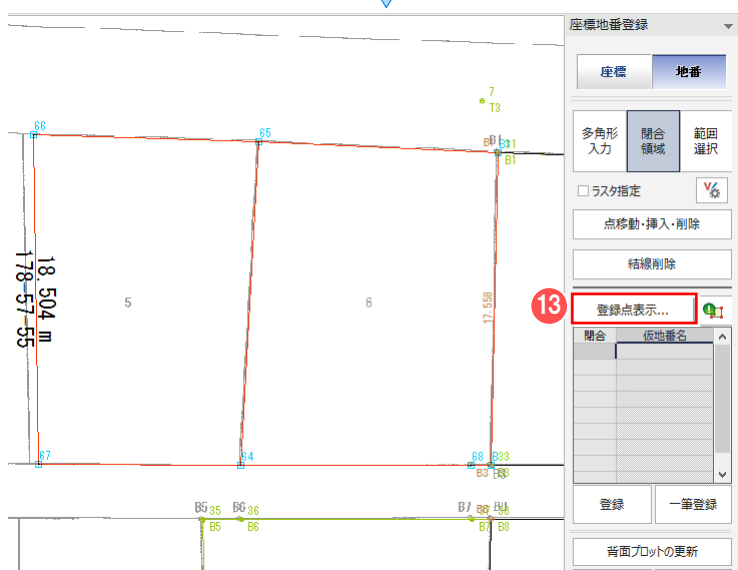 座標地番登録
座標 地番
7
T3
66
65
B1
B1
多角形入力 閉合領域 範囲選択
ラスタ指定
点移動・挿入・削除
結線削除
18.504 m
178-57-55
5
6
17.558
13
登録点表示...
閉合 仮地番名
67
64
68
B3
登録 一筆登録
B5 35 B6 36 B7
B5 B6 B7 B8
背面プロットの更新